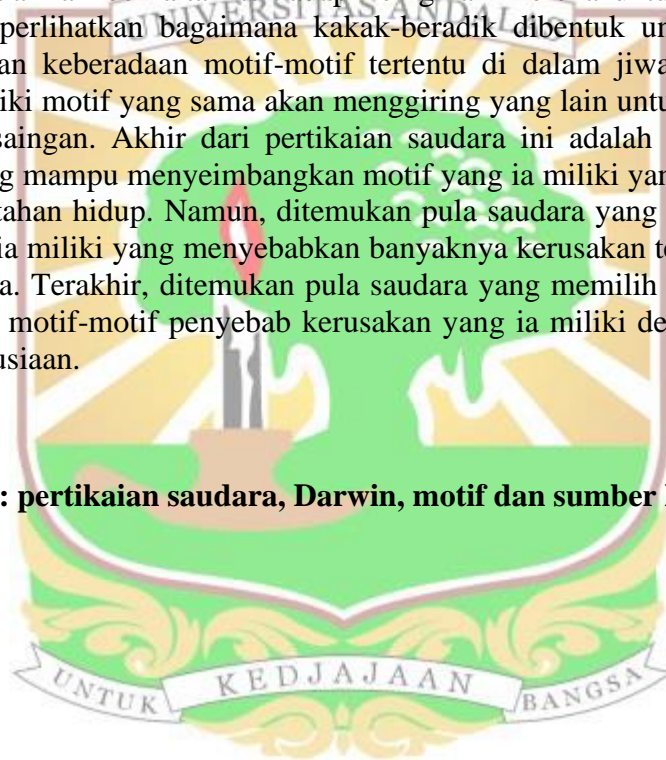 UNIVERSITAS ANDALAS
perlihatkan bagaimana kakak-beradik dibentuk
an keberadaan motif-motif tertentu di dalam jiwa
iki motif yang sama akan menggiring yang lain untu
saingan. Akhir dari pertikaian saudara ini adalah
g mampu menyeimbangkan motif yang ia miliki yan
tahan hidup. Namun, ditemukan pula saudara yang
ia miliki yang menyebabkan banyaknya kerusakan te
a. Terakhir, ditemukan pula saudara yang memilih
motif-motif penyebab kerusakan yang ia miliki de
usiaan.
: pertikaian saudara, Darwin, motif dan sumber
UNTUK KEDJAJAAN BANGSA